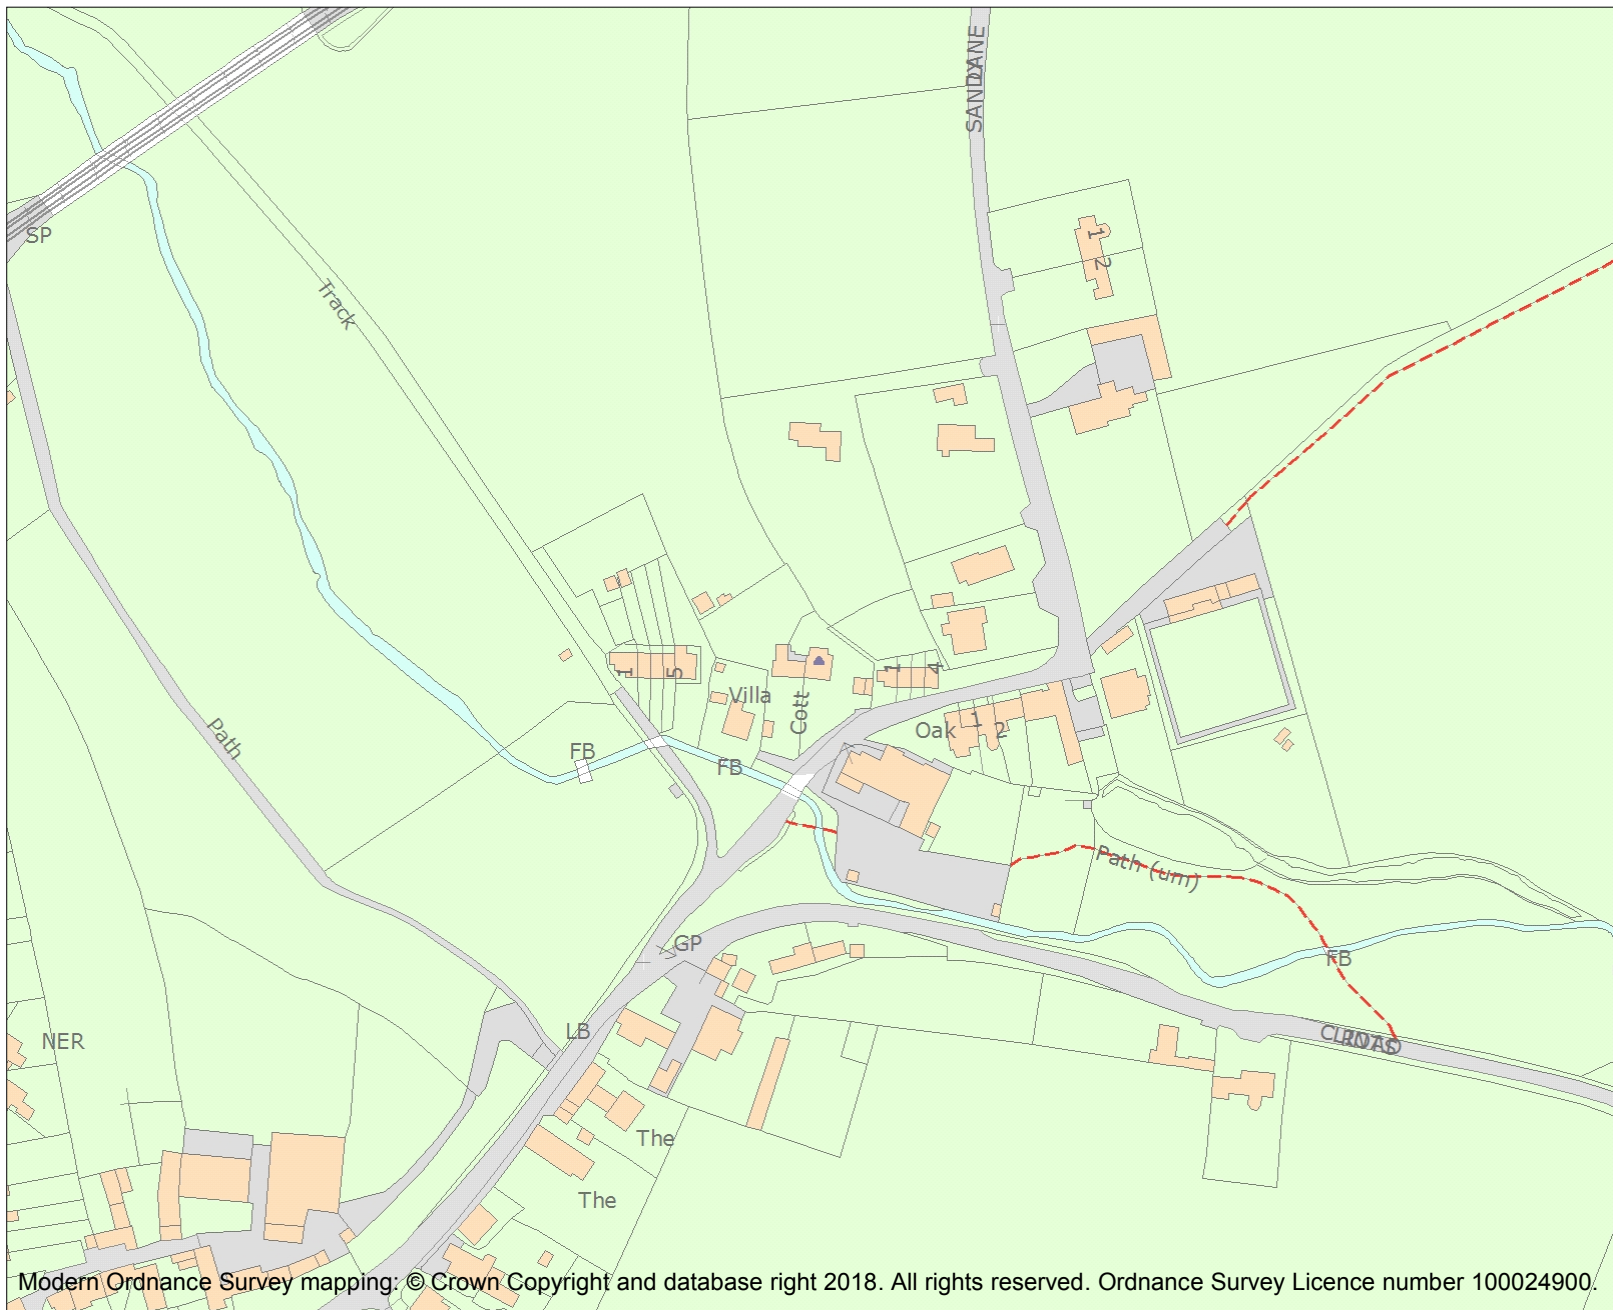 SANDY LANE
1
2
SP
Track
1
5
1
4
Villa
Cott
Oak
1
2
Path
FB
FB
Path (um)
GP
FB
LB
NER
The
The
Modern Ordnance Survey mapping: © Crown Copyright and database right 2018. All rights reserved. Ordnance Survey Licence number 100024900.